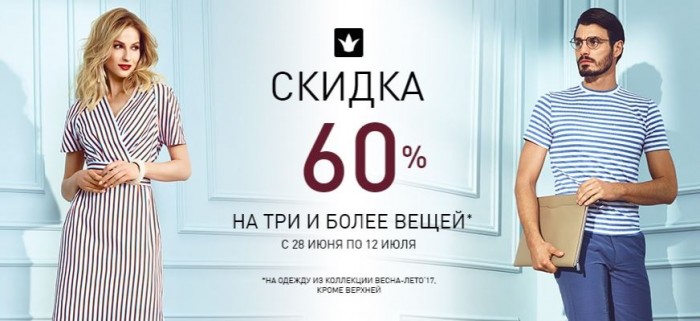 СКИДКА
60%
НА ТРИ И БОЛЕЕ ВЕЩЕЙ*
С 28 ИЮНЯ ПО 12 ИЮЛЯ
*НА ОДЕЖДУ ИЗ КОЛЛЕКЦИИ ВЕСНА-ЛЕТО'17,
КРОМЕ ВЕРХНЕЙ